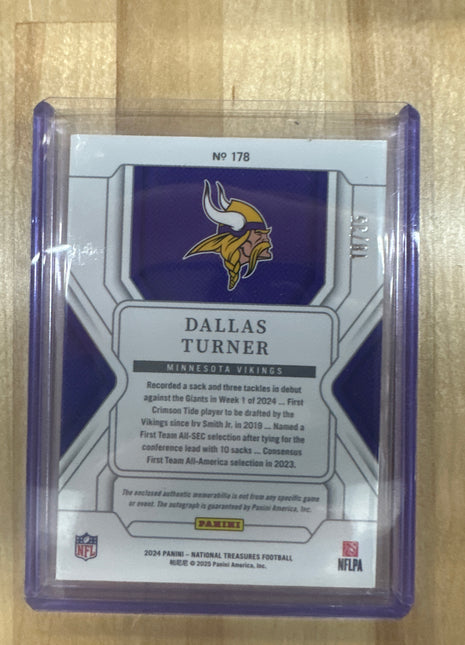 Nº 178
DALLAS
TURNER
MINNESOTA VIKINGS
Recorded a sack and three tackles in debut
against the Giants in Week 1 of 2024 ... First
Crimson Tide player to be drafted by the
Vikings since Irv Smith Jr. in 2019 ... Named a
First Team All-SEC selection after tying for the
conference lead with 10 sacks ... Consensus
First Team All-America selection in 2023.
The enclosed authentic memorabilia is not from any specific game
or event. The autograph is guaranteed by Panini America, Inc.
PANINI
NFL
2024 PANINI – NATIONAL TREASURES FOOTBALL
帕尼尼 © 2025 Panini America, Inc.
NFLPA